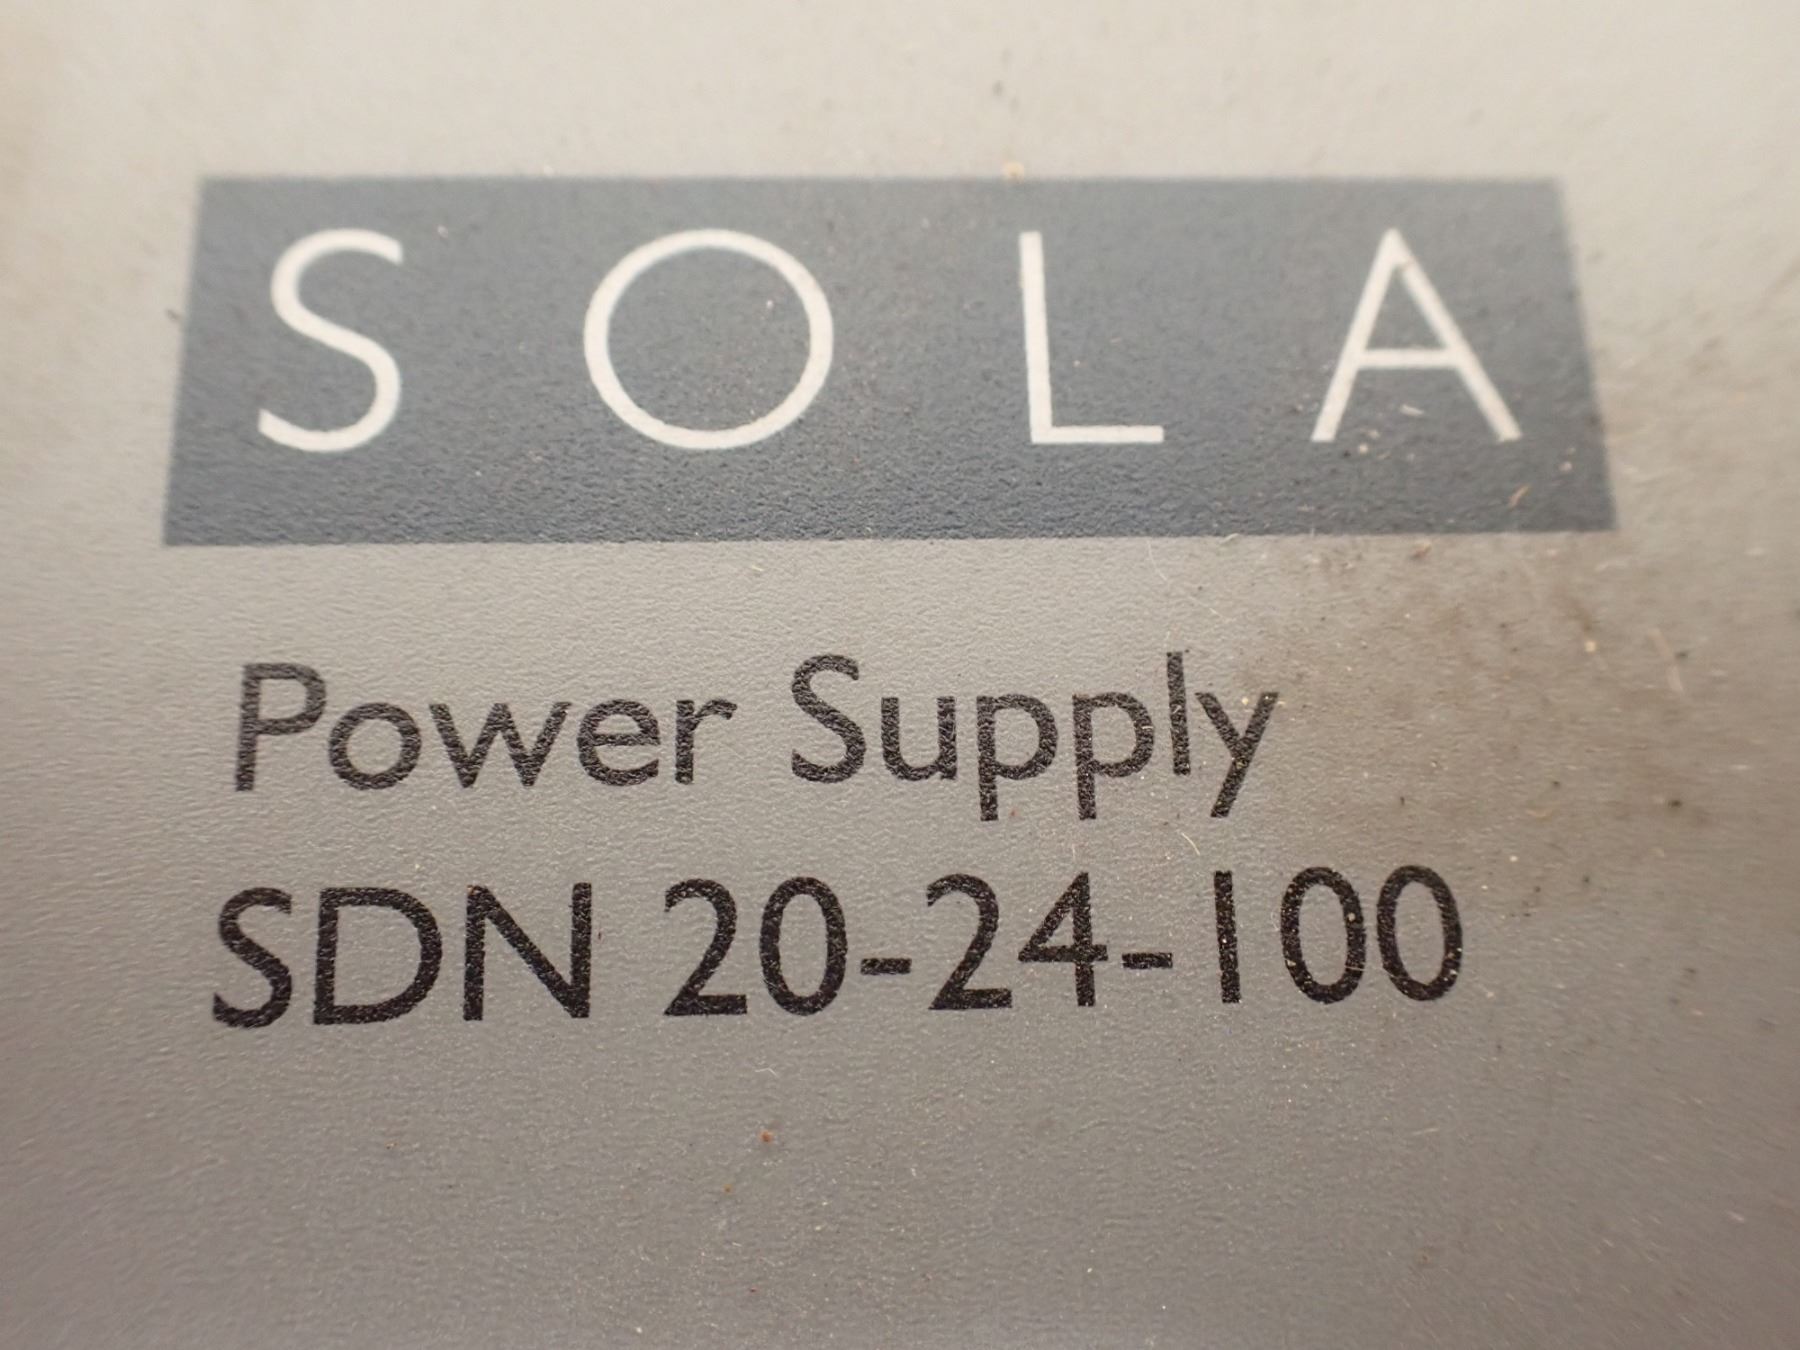 SOLA
Power Supply
SDN 20-24-100